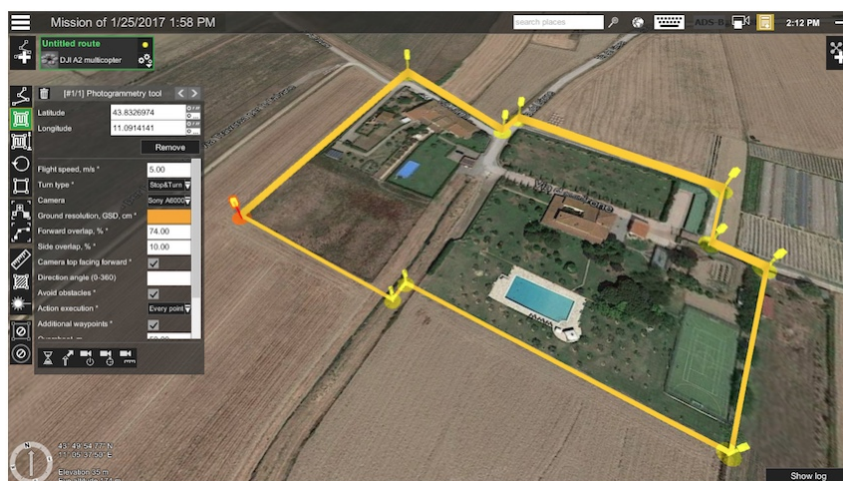 Mission of 1/25/2017 1:58 PM
search places
ADS-B
2:12 PM
Untitled route
DJI A2 multicopter
[#1/1] Photogrammetry tool
Latitude 43.8326974
Longitude 11.0914141
Remove
Flight speed, m/s * 5.00
Turn type * Stop&Turn
Camera Sony A6000
Ground resolution, GSD, cm *
Forward overlap, % * 74.00
Side overlap, % * 10.00
Camera top facing forward *
Direction angle (0-360)
Avoid obstacles *
Action execution * Every point
Additional waypoints *
N
Elevation 35 m
Show log